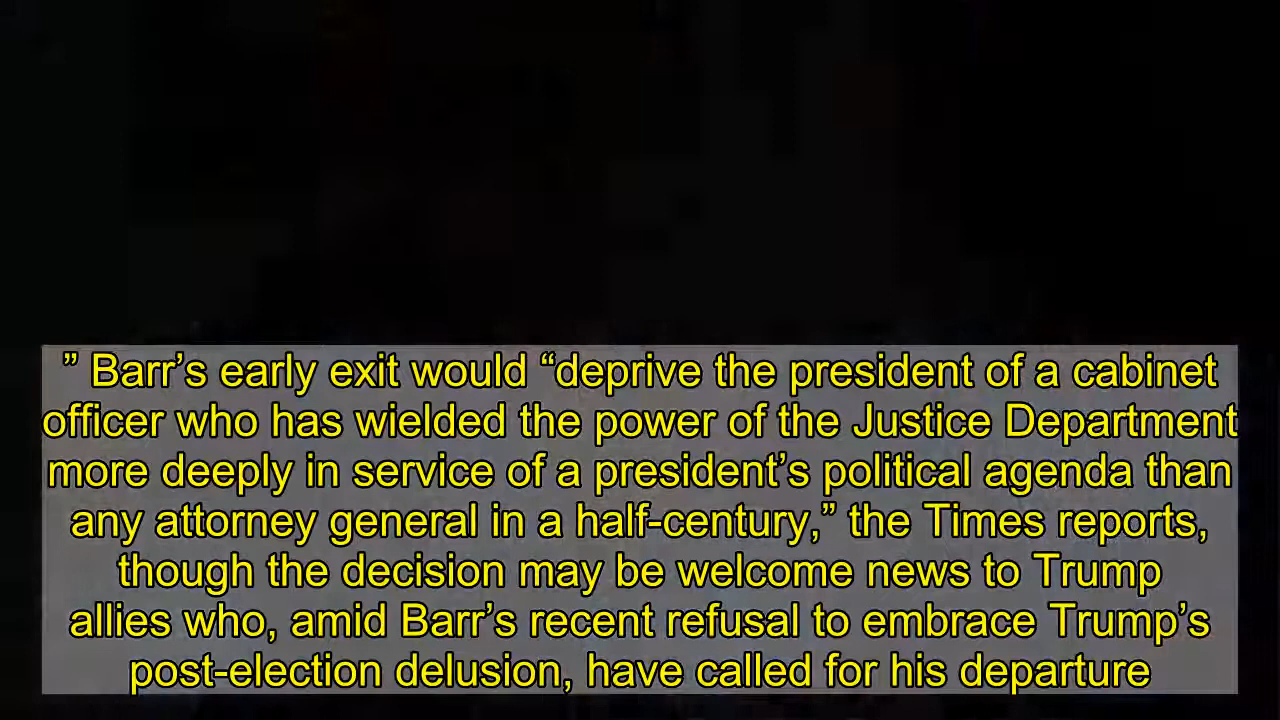 ” Barr’s early exit would “deprive the president of a cabinet
officer who has wielded the power of the Justice Department
more deeply in service of a president’s political agenda than
any attorney general in a half-century,” the Times reports,
though the decision may be welcome news to Trump
allies who, amid Barr’s recent refusal to embrace Trump’s
post-election delusion, have called for his departure